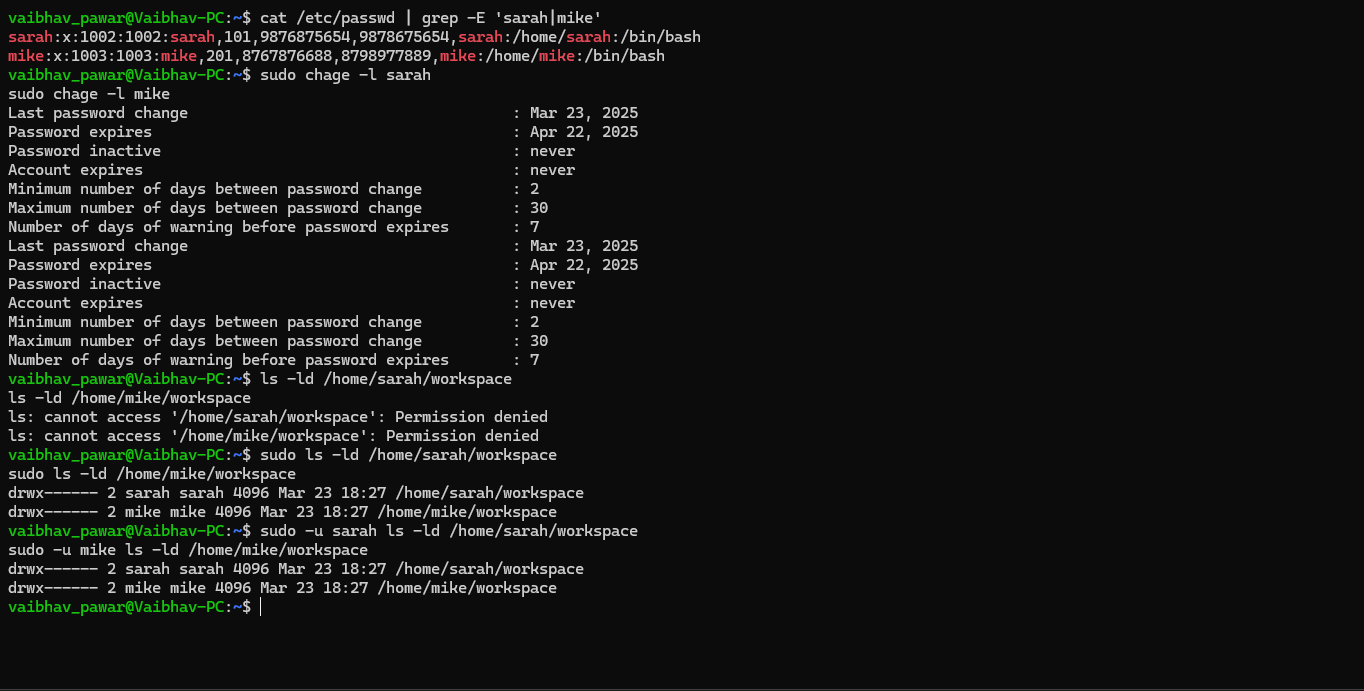 vaibhav_pawar@Vaibhav-PC:~$ cat /etc/passwd | grep -E 'sarah|mike'
sarah:x:1002:1002:sarah,101,9876875654,9878675654,sarah:/home/sarah:/bin/bash
mike:x:1003:1003:mike,201,8767876688,8798977889,mike:/home/mike:/bin/bash
vaibhav_pawar@Vaibhav-PC:~$ sudo chage -l sarah
sudo chage -l mike
Last password change                                    : Mar 23, 2025
Password expires                                        : Apr 22, 2025
Password inactive                                       : never
Account expires                                         : never
Minimum number of days between password change          : 2
Maximum number of days between password change          : 30
Number of days of warning before password expires       : 7
Last password change                                    : Mar 23, 2025
Password expires                                        : Apr 22, 2025
Password inactive                                       : never
Account expires                                         : never
Minimum number of days between password change          : 2
Maximum number of days between password change          : 30
Number of days of warning before password expires       : 7
vaibhav_pawar@Vaibhav-PC:~$ ls -ld /home/sarah/workspace
ls -ld /home/mike/workspace
ls: cannot access '/home/sarah/workspace': Permission denied
ls: cannot access '/home/mike/workspace': Permission denied
vaibhav_pawar@Vaibhav-PC:~$ sudo ls -ld /home/sarah/workspace
sudo ls -ld /home/mike/workspace
drwx------ 2 sarah sarah 4096 Mar 23 18:27 /home/sarah/workspace
drwx------ 2 mike mike 4096 Mar 23 18:27 /home/mike/workspace
vaibhav_pawar@Vaibhav-PC:~$ sudo -u sarah ls -ld /home/sarah/workspace
sudo -u mike ls -ld /home/mike/workspace
drwx------ 2 sarah sarah 4096 Mar 23 18:27 /home/sarah/workspace
drwx------ 2 mike mike 4096 Mar 23 18:27 /home/mike/workspace
vaibhav_pawar@Vaibhav-PC:~$